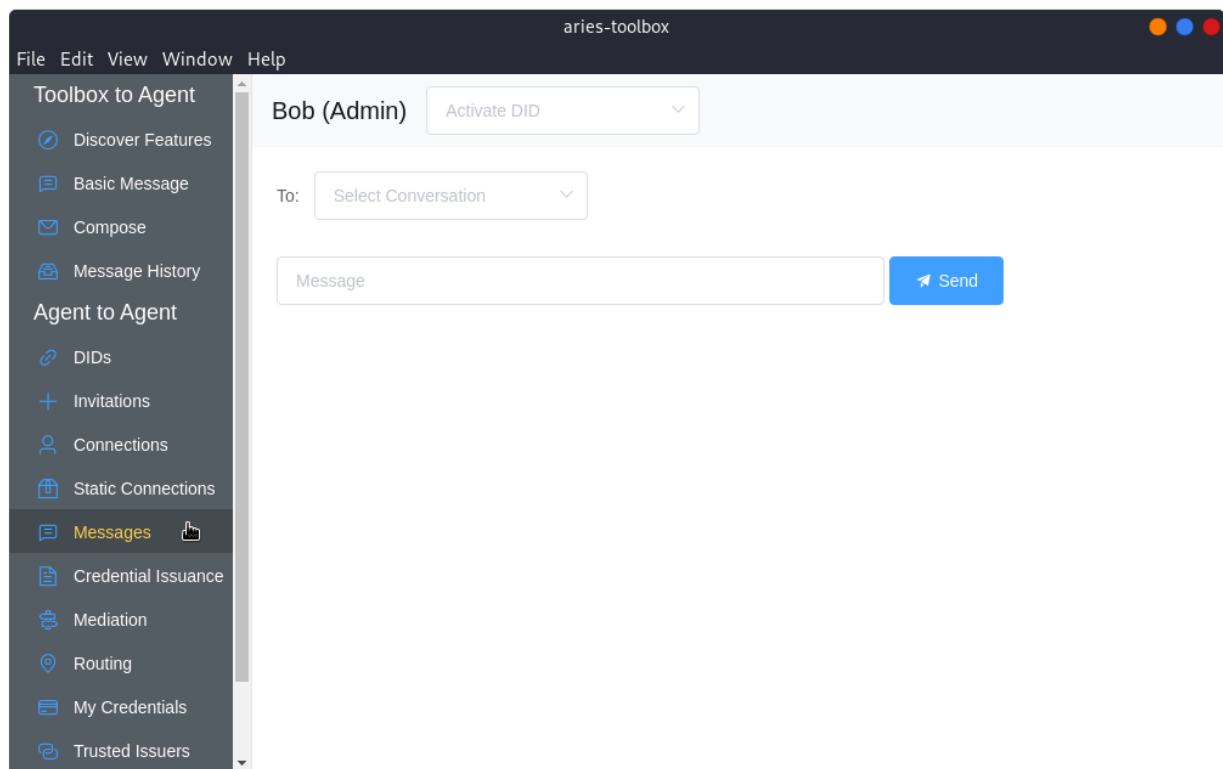 aries-toolbox
File Edit View Window Help
Toolbox to Agent
Discover Features
Basic Message
Compose
Message History
Agent to Agent
DIDs
Invitations
Connections
Static Connections
Messages
Credential Issuance
Mediation
Routing
My Credentials
Trusted Issuers
Bob (Admin) Activate DID
To: Select Conversation
Message Send